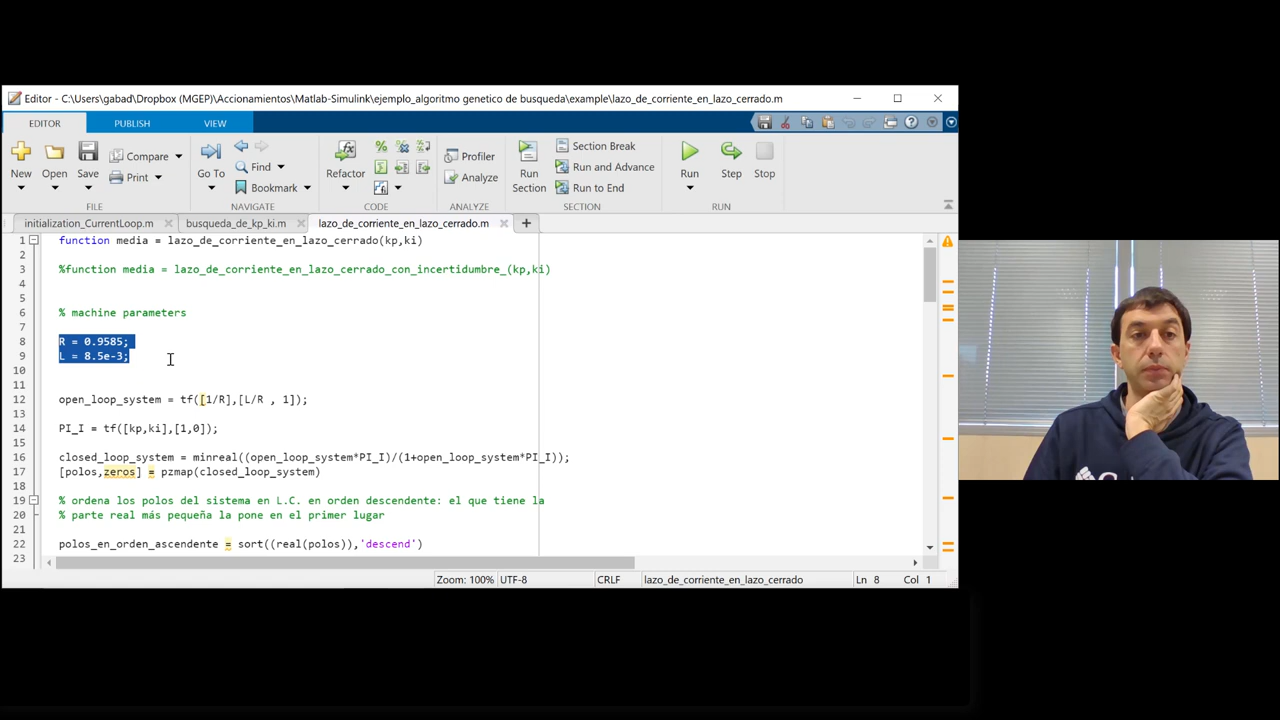 Editor - C:\Users\gabad\Dropbox (MGEP)\Accionamientos\Matlab-Simulink\ejemplo_algoritmo genetico de busqueda\example\lazo_de_corriente_en_lazo_cerrado.m
EDITOR PUBLISH VIEW
New Open Save Compare Print
Go To Find Bookmark
Refactor
Profiler Analyze
Run Section
Section Break
Run and Advance
Run to End
Run Step Stop
FILE NAVIGATE CODE ANALYZE SECTION RUN
initialization_CurrentLoop.m busqueda_de_kp_ki.m lazo_de_corriente_en_lazo_cerrado.m
1 function media = lazo_de_corriente_en_lazo_cerrado(kp,ki)
2
3 %function media = lazo_de_corriente_en_lazo_cerrado_con_incertidumbre_(kp,ki)
4
5
6 % machine parameters
7
8 R = 0.9585;
9 L = 8.5e-3;
10
11
12 open_loop_system = tf([1/R],[L/R , 1]);
13
14 PI_I = tf([kp,ki],[1,0]);
15
16 closed_loop_system = minreal((open_loop_system*PI_I)/(1+open_loop_system*PI_I));
17 [polos,zeros] = pzmap(closed_loop_system)
18
19 % ordena los polos del sistema en L.C. en orden descendente: el que tiene la
20 % parte real más pequeña la pone en el primer lugar
21
22 polos_en_orden_ascendente = sort((real(polos)),'descend')
23
Zoom: 100% UTF-8 CRLF lazo_de_corriente_en_lazo_cerrado Ln 8 Col 1